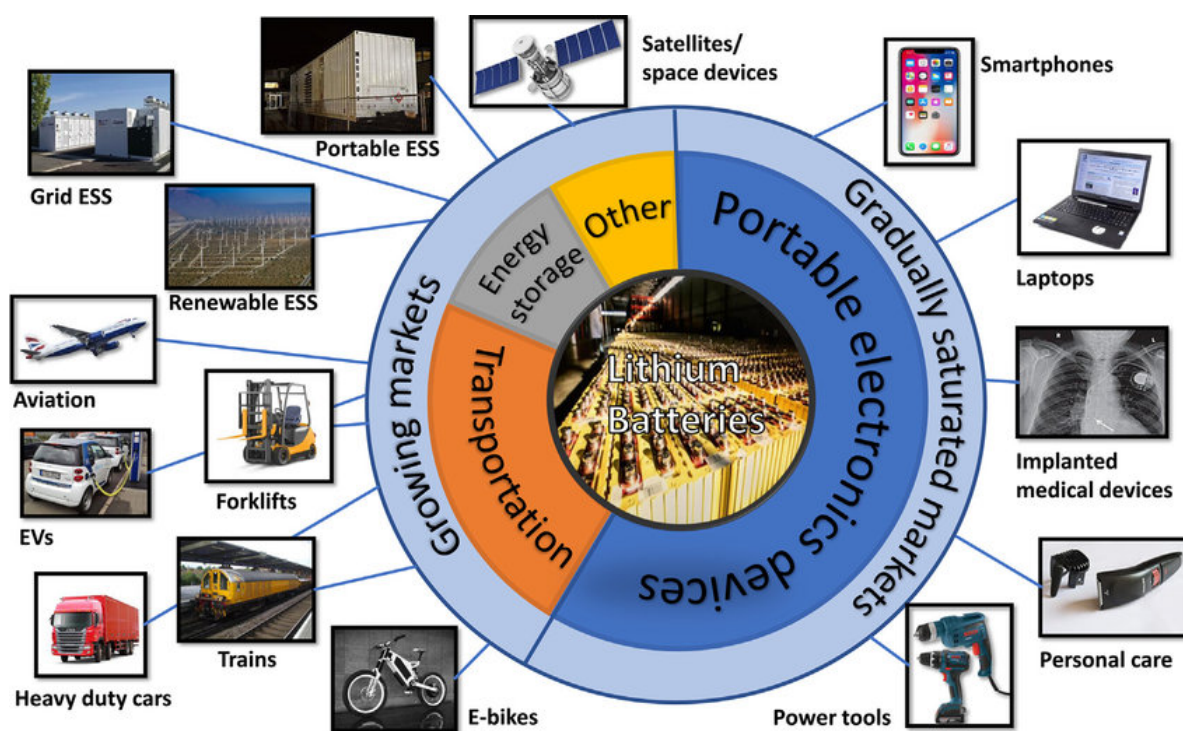 Satellites/
space devices
Smartphones
Portable ESS
Grid ESS
Renewable ESS
Laptops
Aviation
Forklifts
EVs
Implanted
medical devices
Trains
Heavy duty cars
E-bikes
Power tools
Personal care
Growing markets
Gradually saturated markets
Other
Energy
storage
Transportation
Portable electronics devices
Lithium
Batteries